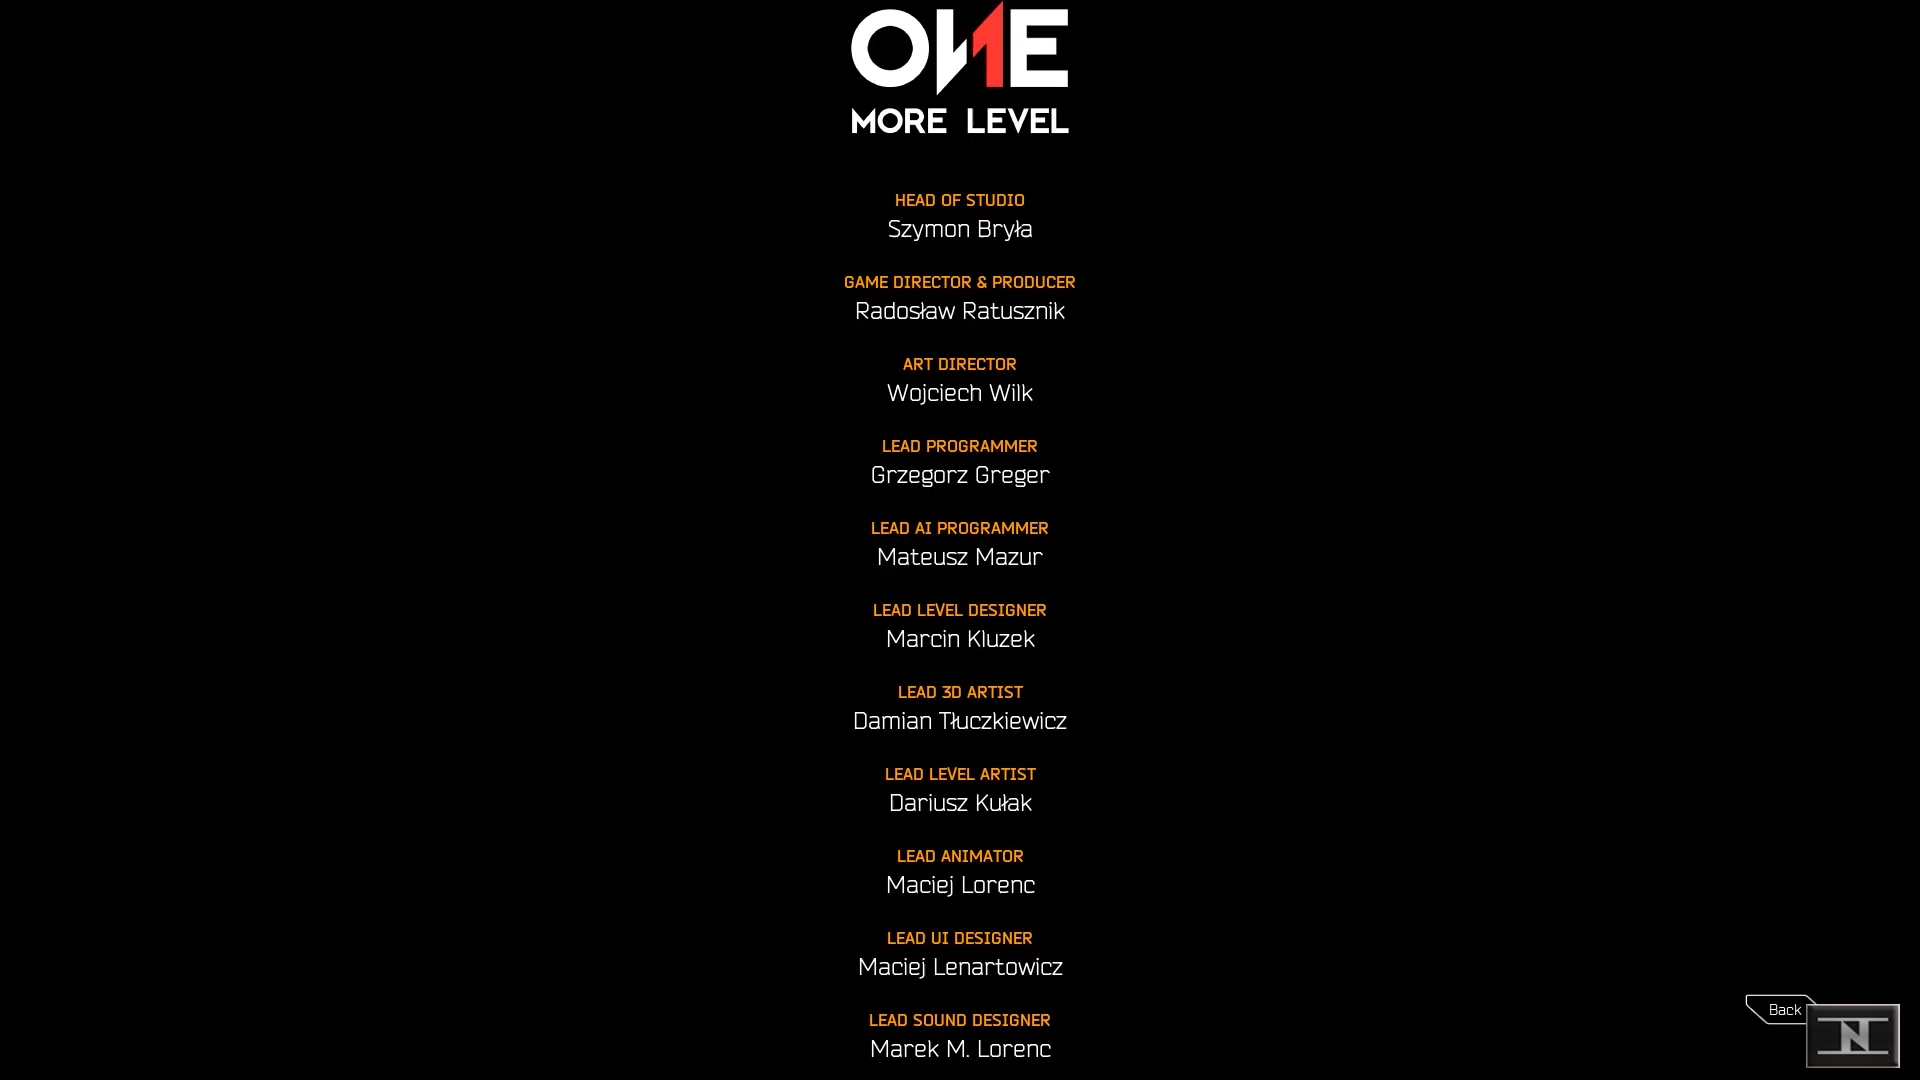 ONE
MORE LEVEL
HEAD OF STUDIO
Szymon Bryła
GAME DIRECTOR & PRODUCER
Radosław Ratusznik
ART DIRECTOR
Wojciech Wilk
LEAD PROGRAMMER
Grzegorz Greger
LEAD AI PROGRAMMER
Mateusz Mazur
LEAD LEVEL DESIGNER
Marcin Kluzek
LEAD 3D ARTIST
Damian Tłuczkiewicz
LEAD LEVEL ARTIST
Dariusz Kułak
LEAD ANIMATOR
Maciej Lorenc
LEAD UI DESIGNER
Maciej Lenartowicz
LEAD SOUND DESIGNER
Marek M. Lorenc
Back
N